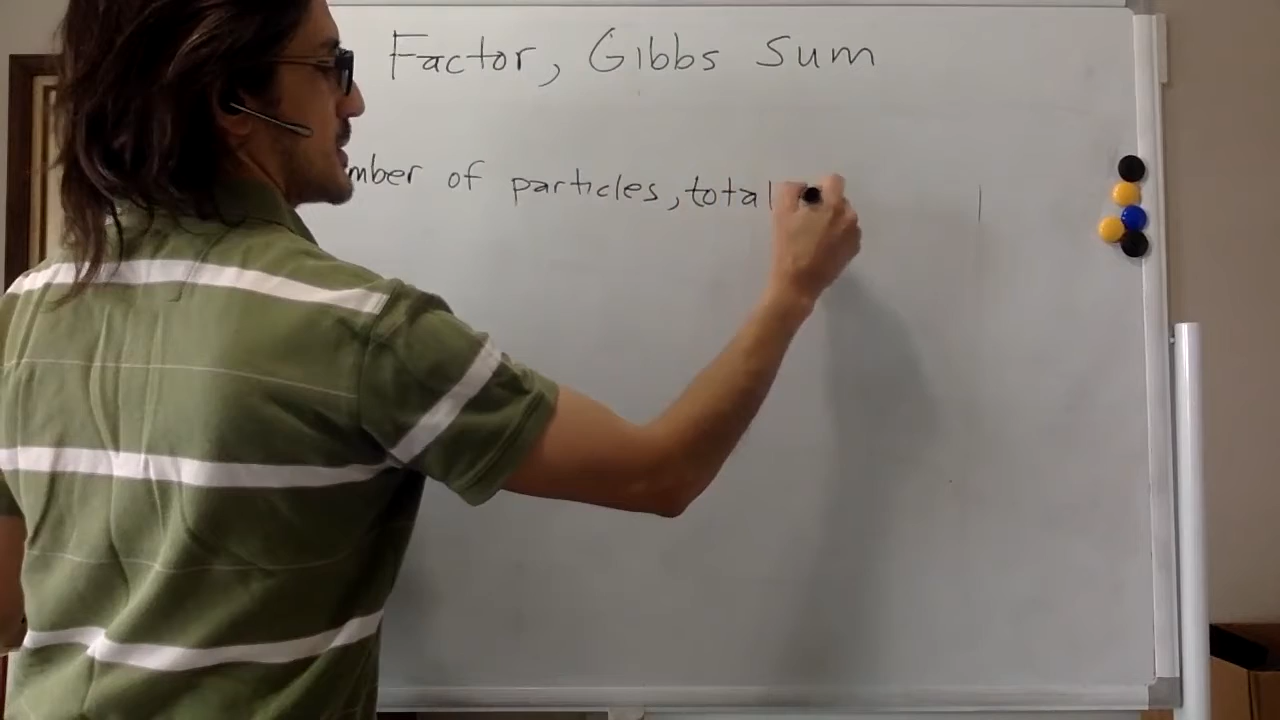 Factor, Gibbs Sum
mber of particles, total